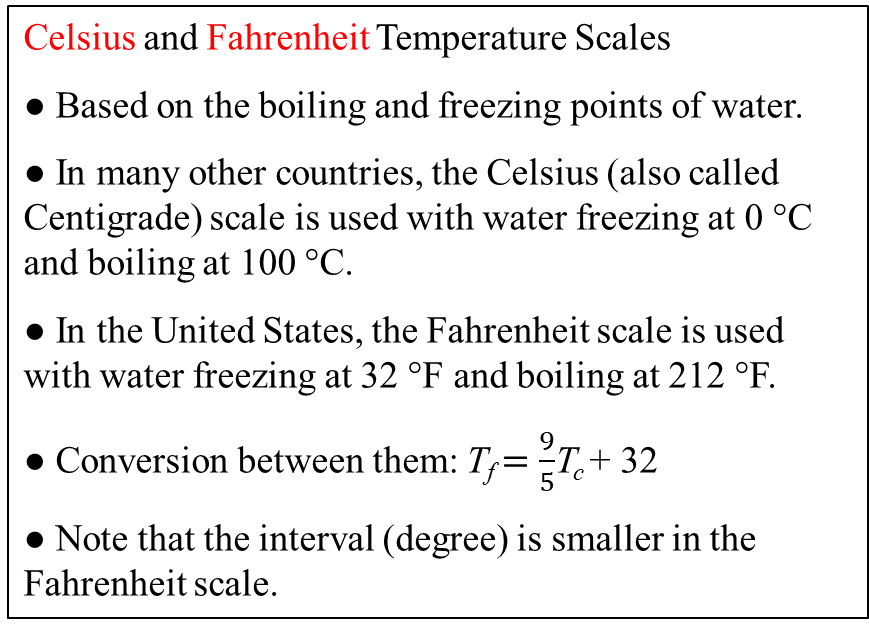 Celsius and Fahrenheit Temperature Scales
● Based on the boiling and freezing points of water.
● In many other countries, the Celsius (also called
Centigrade) scale is used with water freezing at 0 °C
and boiling at 100 °C.
● In the United States, the Fahrenheit scale is used
with water freezing at 32 °F and boiling at 212 °F.
● Conversion between them: T_f = 9/5 T_c + 32
● Note that the interval (degree) is smaller in the
Fahrenheit scale.